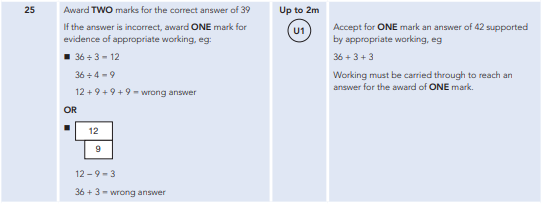 25
Award TWO marks for the correct answer of 39
If the answer is incorrect, award ONE mark for
evidence of appropriate working, eg:
■ 36 ÷ 3 = 12
36 ÷ 4 = 9
12 + 9 + 9 + 9 = wrong answer
OR
■ 12
9
12 − 9 = 3
36 + 3 = wrong answer
Up to 2m
U1
Accept for ONE mark an answer of 42 supported
by appropriate working, eg
36 + 3 + 3
Working must be carried through to reach an
answer for the award of ONE mark.